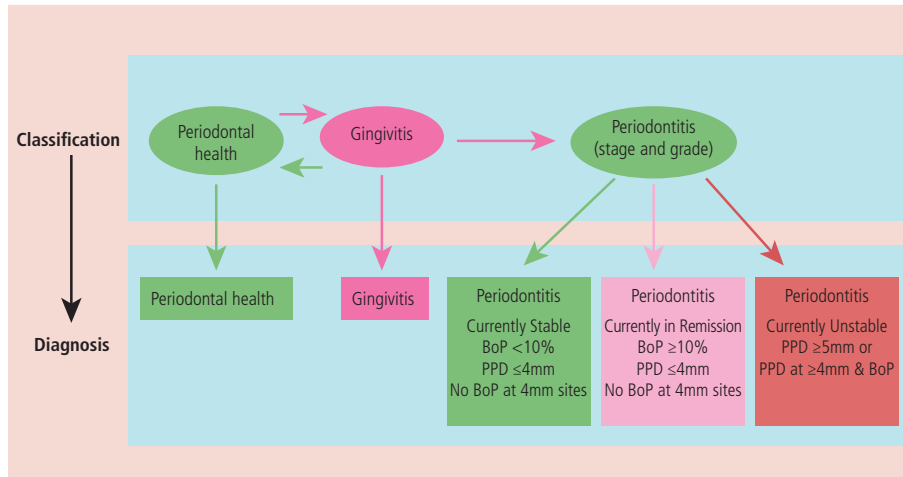 Classification
Periodontal
health
Gingivitis
Periodontitis
(stage and grade)
Diagnosis
Periodontal health
Gingivitis
Periodontitis
Currently Stable
BoP <10%
PPD ≤4mm
No BoP at 4mm sites
Periodontitis
Currently in Remission
BoP ≥10%
PPD ≤4mm
No BoP at 4mm sites
Periodontitis
Currently Unstable
PPD ≥5mm or
PPD at ≥4mm & BoP